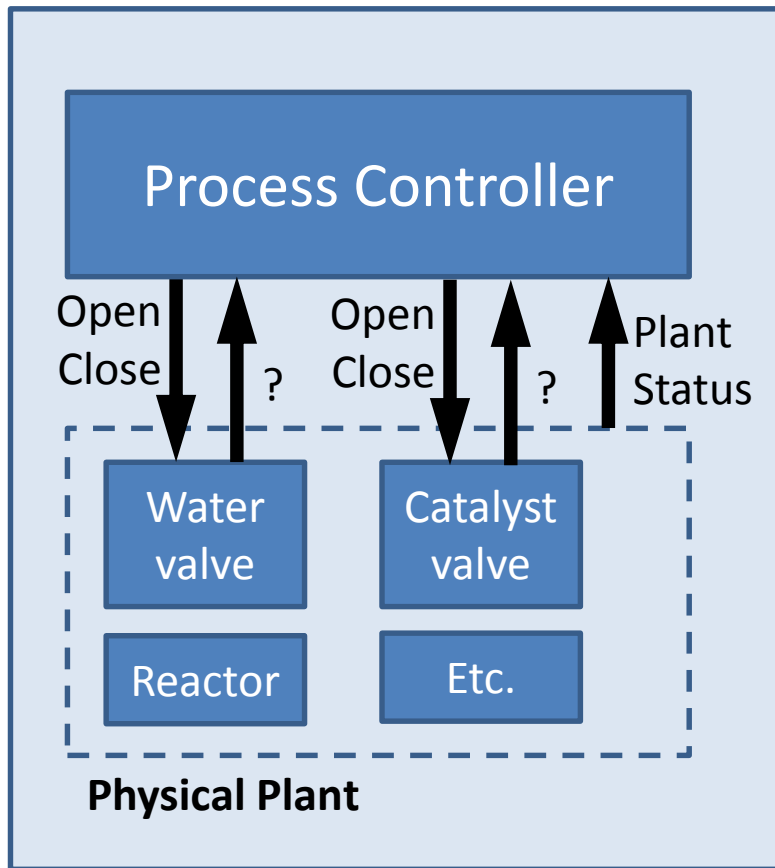 Process Controller
Open
Close
?
Open
Close
?
Plant
Status
Water
valve
Catalyst
valve
Reactor
Etc.
Physical Plant